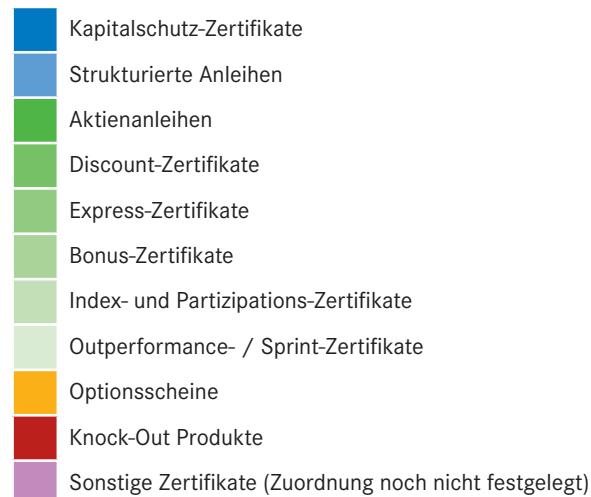 Kapitalschutz-Zertifikate
Strukturierte Anleihen
Aktienanleihen
Discount-Zertifikate
Express-Zertifikate
Bonus-Zertifikate
Index- und Partizipations-Zertifikate
Outperformance- / Sprint-Zertifikate
Optionsscheine
Knock-Out Produkte
Sonstige Zertifikate (Zuordnung noch nicht festgelegt)